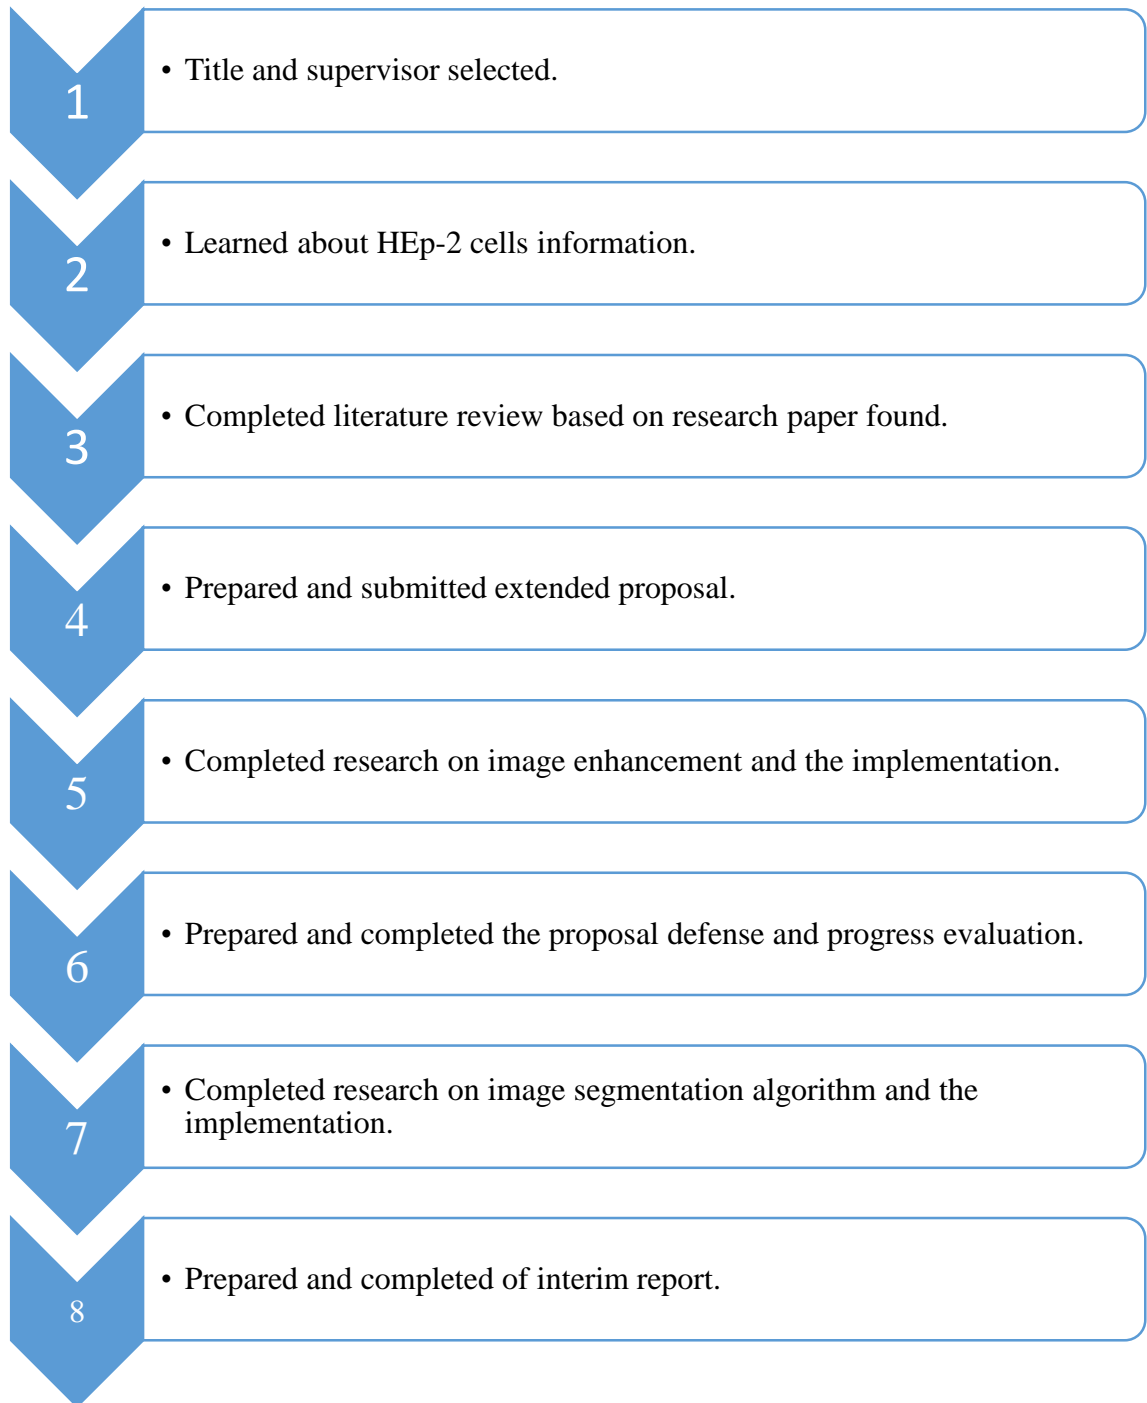 1
• Title and supervisor selected.
2
• Learned about HEp-2 cells information.
3
• Completed literature review based on research paper found.
4
• Prepared and submitted extended proposal.
5
• Completed research on image enhancement and the implementation.
6
• Prepared and completed the proposal defense and progress evaluation.
7
• Completed research on image segmentation algorithm and the
implementation.
8
• Prepared and completed of interim report.